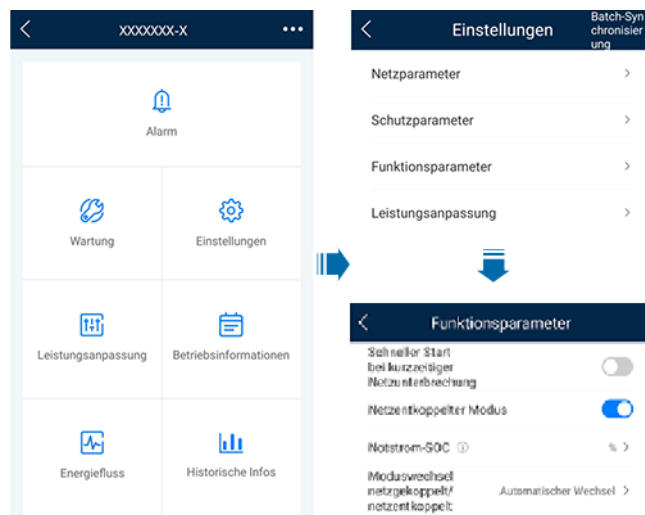 XXXXXXX-X
Alarm
Wartung
Einstellungen
Leistungsanpassung
Betriebsinformationen
Energiefluss
Historische Infos
Einstellungen
Batch-Syn
chronisier
ung
Netzparameter
Schutzparameter
Funktionsparameter
Leistungsanpassung
Funktionsparameter
Schneller Start
bei kurzzeitiger
Netzunterbrechung
Netzentkoppelter Modus
Notstrom-SOC
%
Moduswechsel
netzgekoppelt/
netzentkoppelt
Automatischer Wechsel